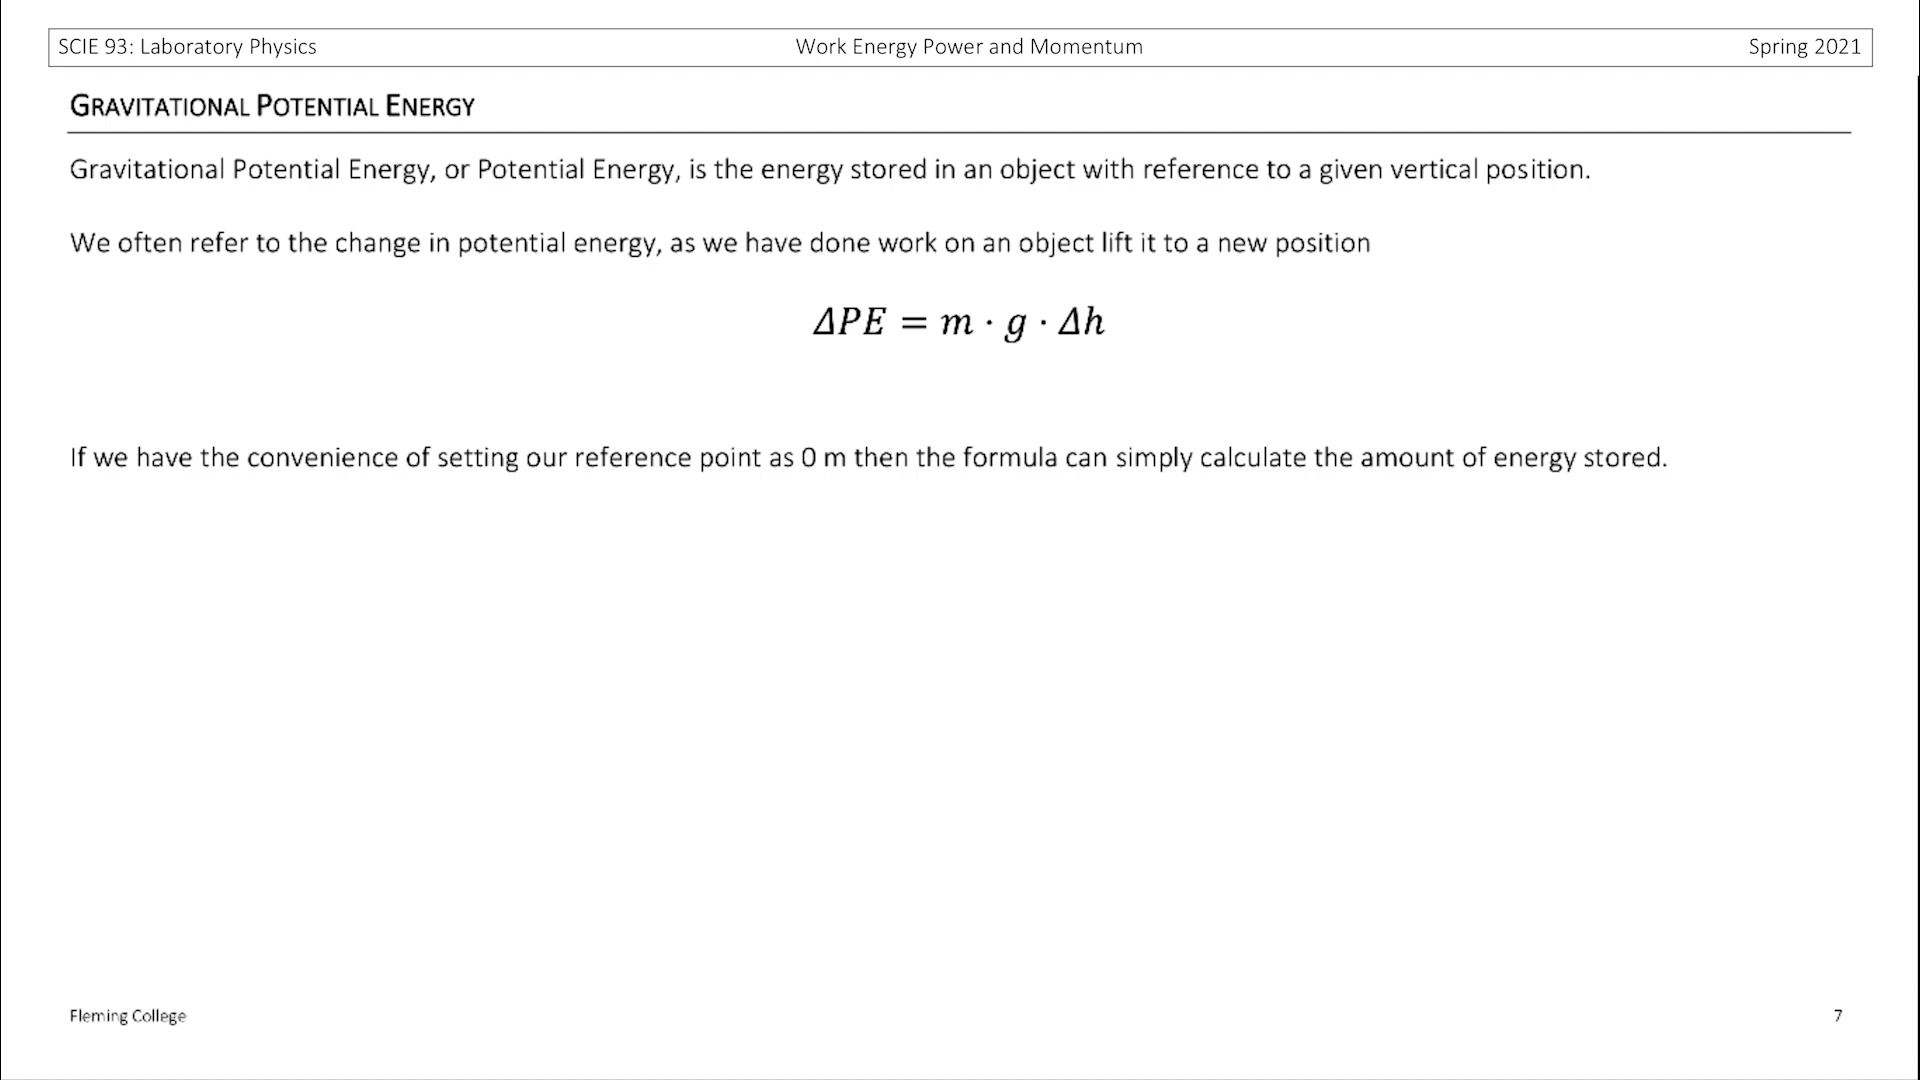 SCIE 93: Laboratory Physics Work Energy Power and Momentum Spring 2021
GRAVITATIONAL POTENTIAL ENERGY
Gravitational Potential Energy, or Potential Energy, is the energy stored in an object with reference to a given vertical position.
We often refer to the change in potential energy, as we have done work on an object lift it to a new position
ΔPE = m · g · Δh
If we have the convenience of setting our reference point as 0 m then the formula can simply calculate the amount of energy stored.
Fleming College 7